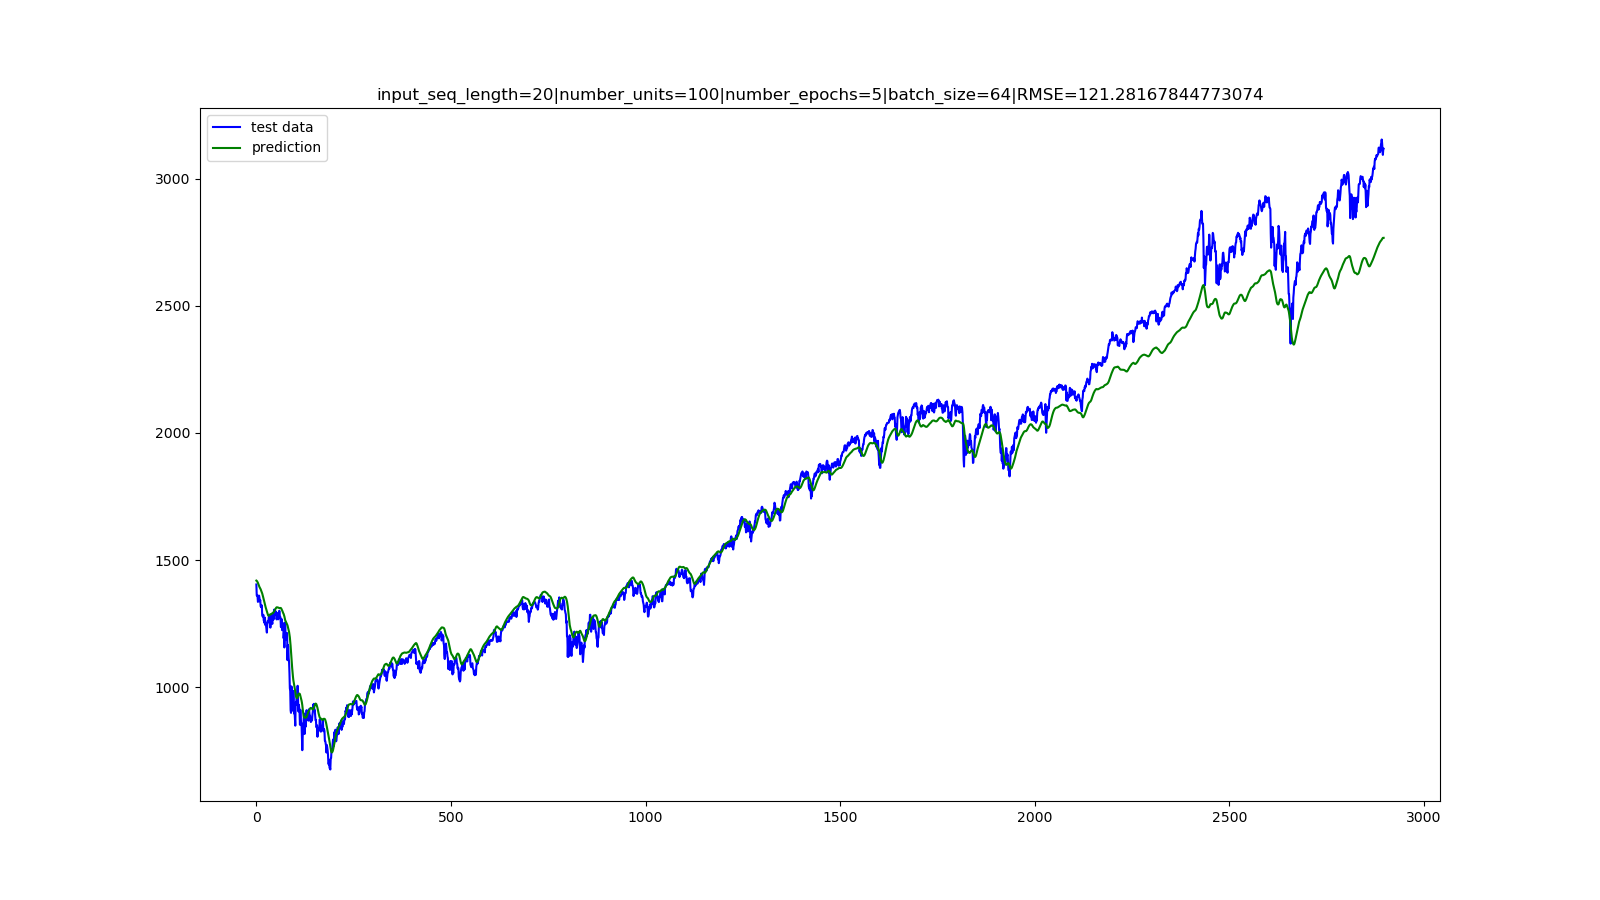 input_seq_length=20|number_units=100|number_epochs=5|batch_size=64|RMSE=121.28167844773074
test data
prediction
3000
2500
2000
1500
1000
0 500 1000 1500 2000 2500 3000